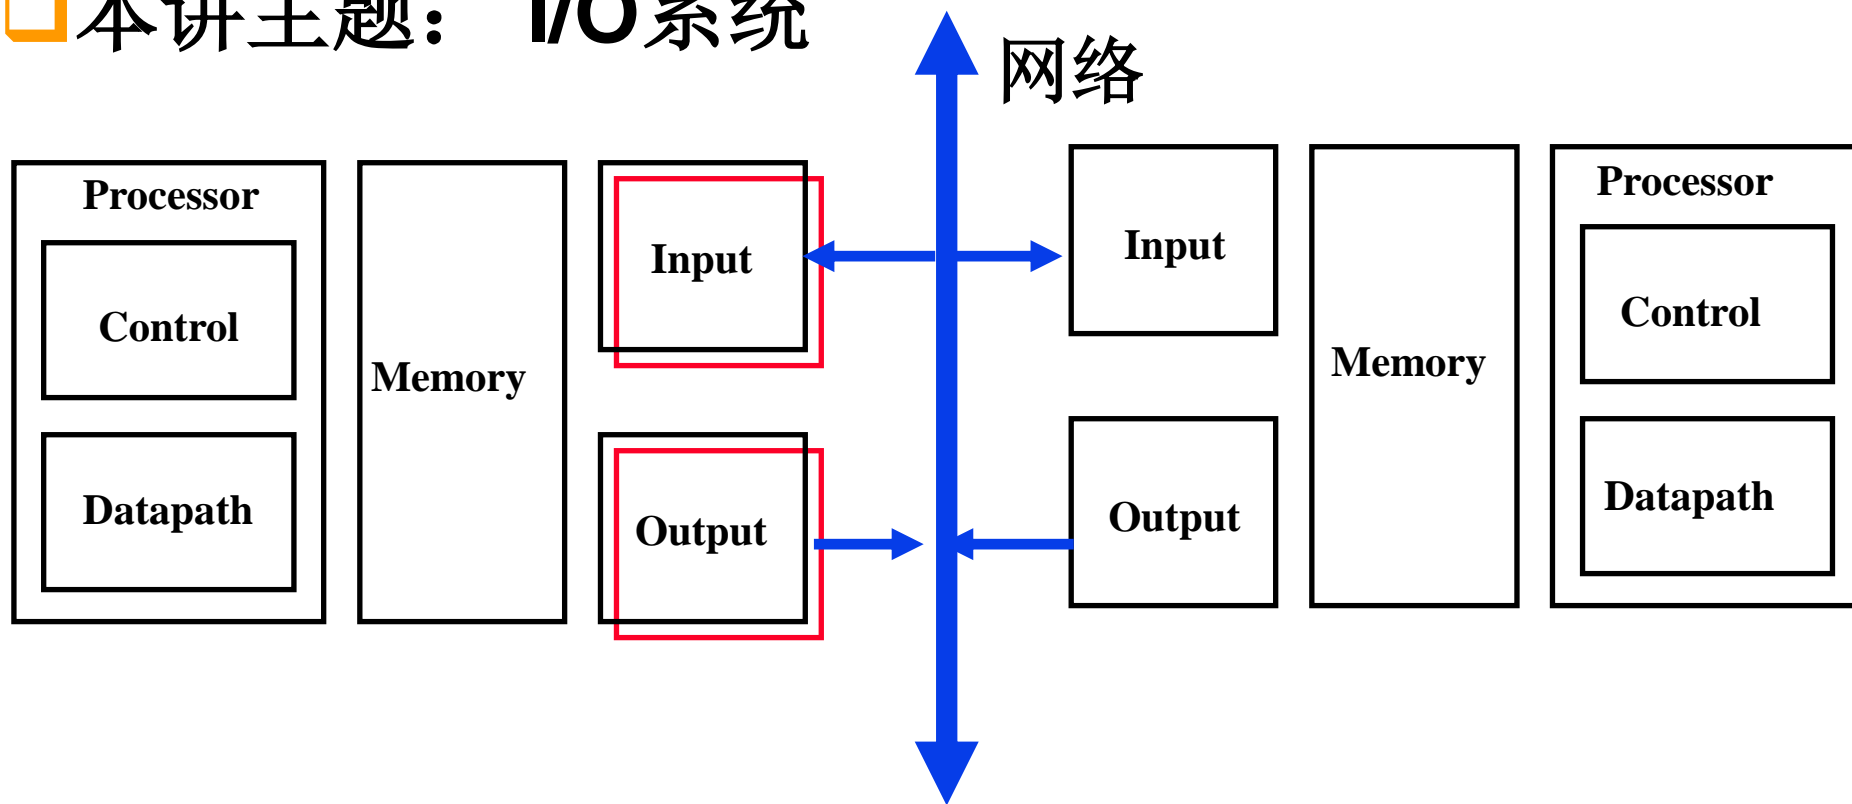 本讲主题： I/O系统
网络
Processor
Control
Datapath
Memory
Input
Output
Input
Output
Memory
Processor
Control
Datapath